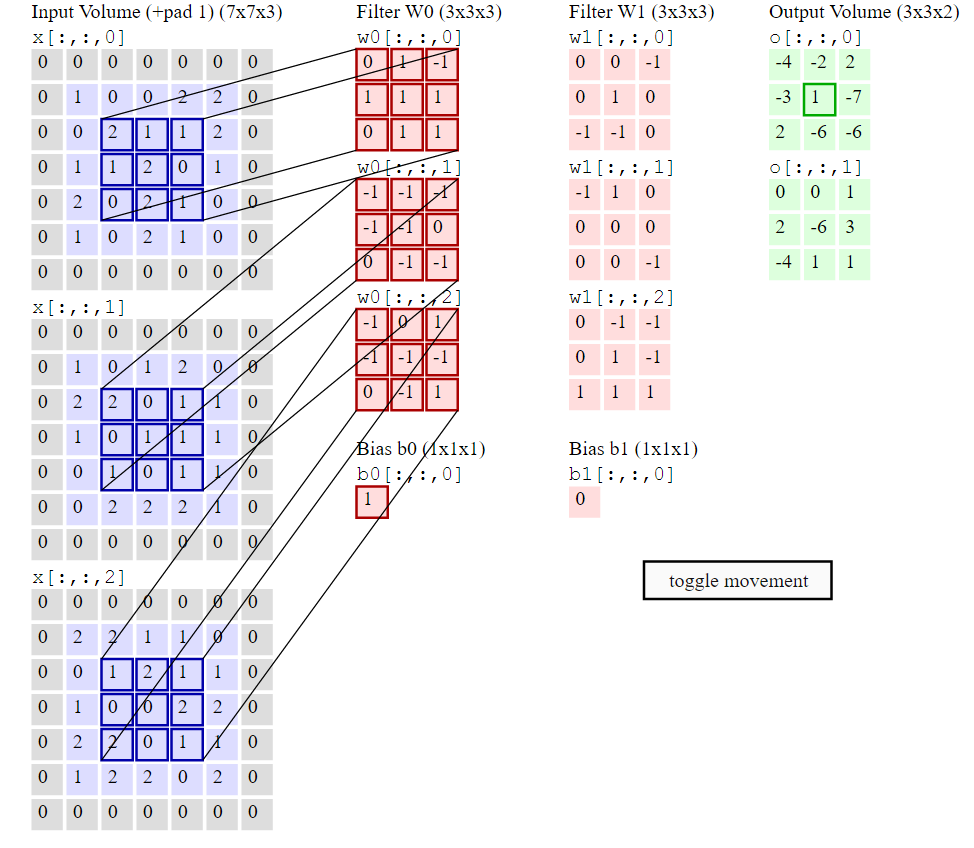 Input Volume (+pad 1) (7x7x3)
x[:,:,0]
0 0 0 0 0 0 0
0 1 0 0 2 2 0
0 0 2 1 1 2 0
0 1 1 2 0 1 0
0 2 0 2 1 0 0
0 1 0 2 1 0 0
0 0 0 0 0 0 0
x[:,:,1]
0 0 0 0 0 0 0
0 1 0 1 2 0 0
0 2 2 0 1 1 0
0 1 0 1 1 1 0
0 0 1 0 1 1 0
0 0 2 2 2 1 0
0 0 0 0 0 0 0
x[:,:,2]
0 0 0 0 0 0 0
0 2 2 1 1 0 0
0 0 1 2 1 1 0
0 1 0 0 2 2 0
0 2 2 0 1 1 0
0 1 2 2 0 2 0
0 0 0 0 0 0 0
Filter W0 (3x3x3)
w0[:,:,0]
0 1 -1
1 1 1
0 1 1
w0[:,:,1]
-1 -1 -1
-1 -1 0
0 -1 -1
w0[:,:,2]
-1 0 1
-1 -1 -1
0 -1 1
Bias b0 (1x1x1)
b0[:,:,0]
1
Filter W1 (3x3x3)
w1[:,:,0]
0 0 -1
0 1 0
-1 -1 0
w1[:,:,1]
-1 1 0
0 0 0
0 0 -1
w1[:,:,2]
0 -1 -1
0 1 -1
1 1 1
Bias b1 (1x1x1)
b1[:,:,0]
0
Output Volume (3x3x2)
o[:,:,0]
-4 -2 2
-3 1 -7
2 -6 -6
o[:,:,1]
0 0 1
2 -6 3
-4 1 1
toggle movement